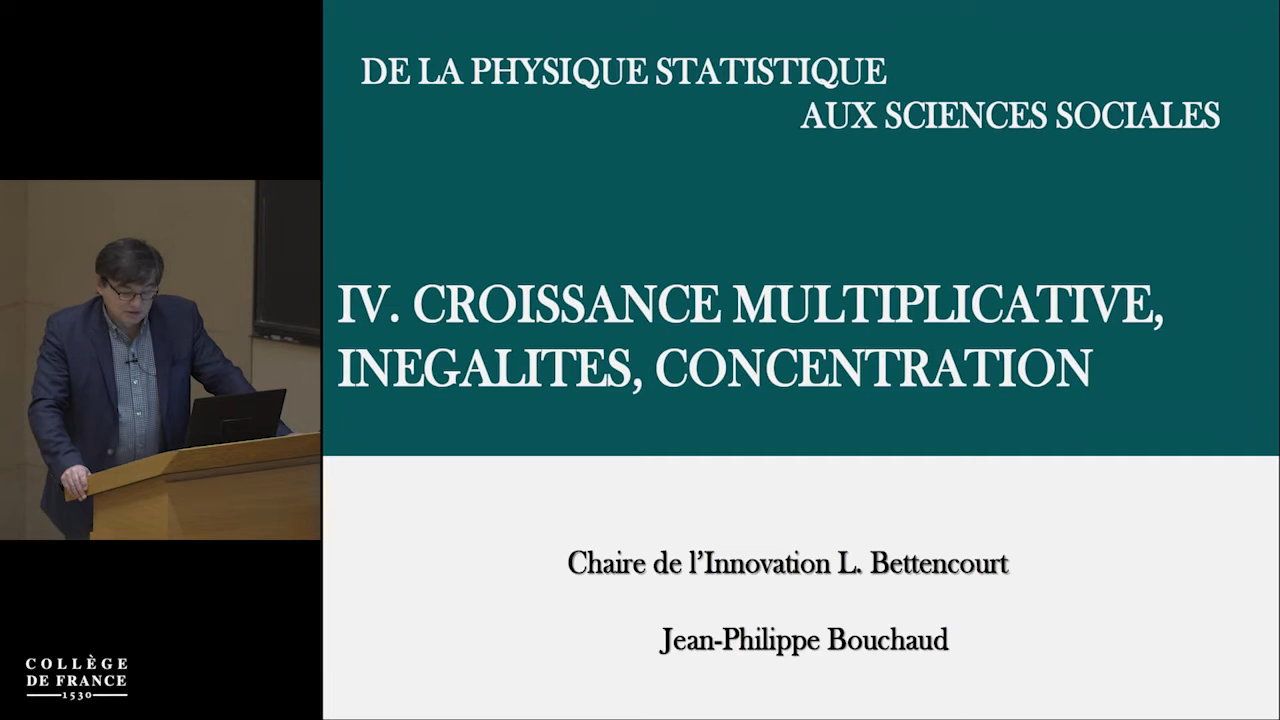 DE LA PHYSIQUE STATISTIQUE
AUX SCIENCES SOCIALES
IV. CROISSANCE MULTIPLICATIVE,
INEGALITES, CONCENTRATION
Chaire de l’Innovation L. Bettencourt
Jean-Philippe Bouchaud
COLLÈGE
DE FRANCE
1530